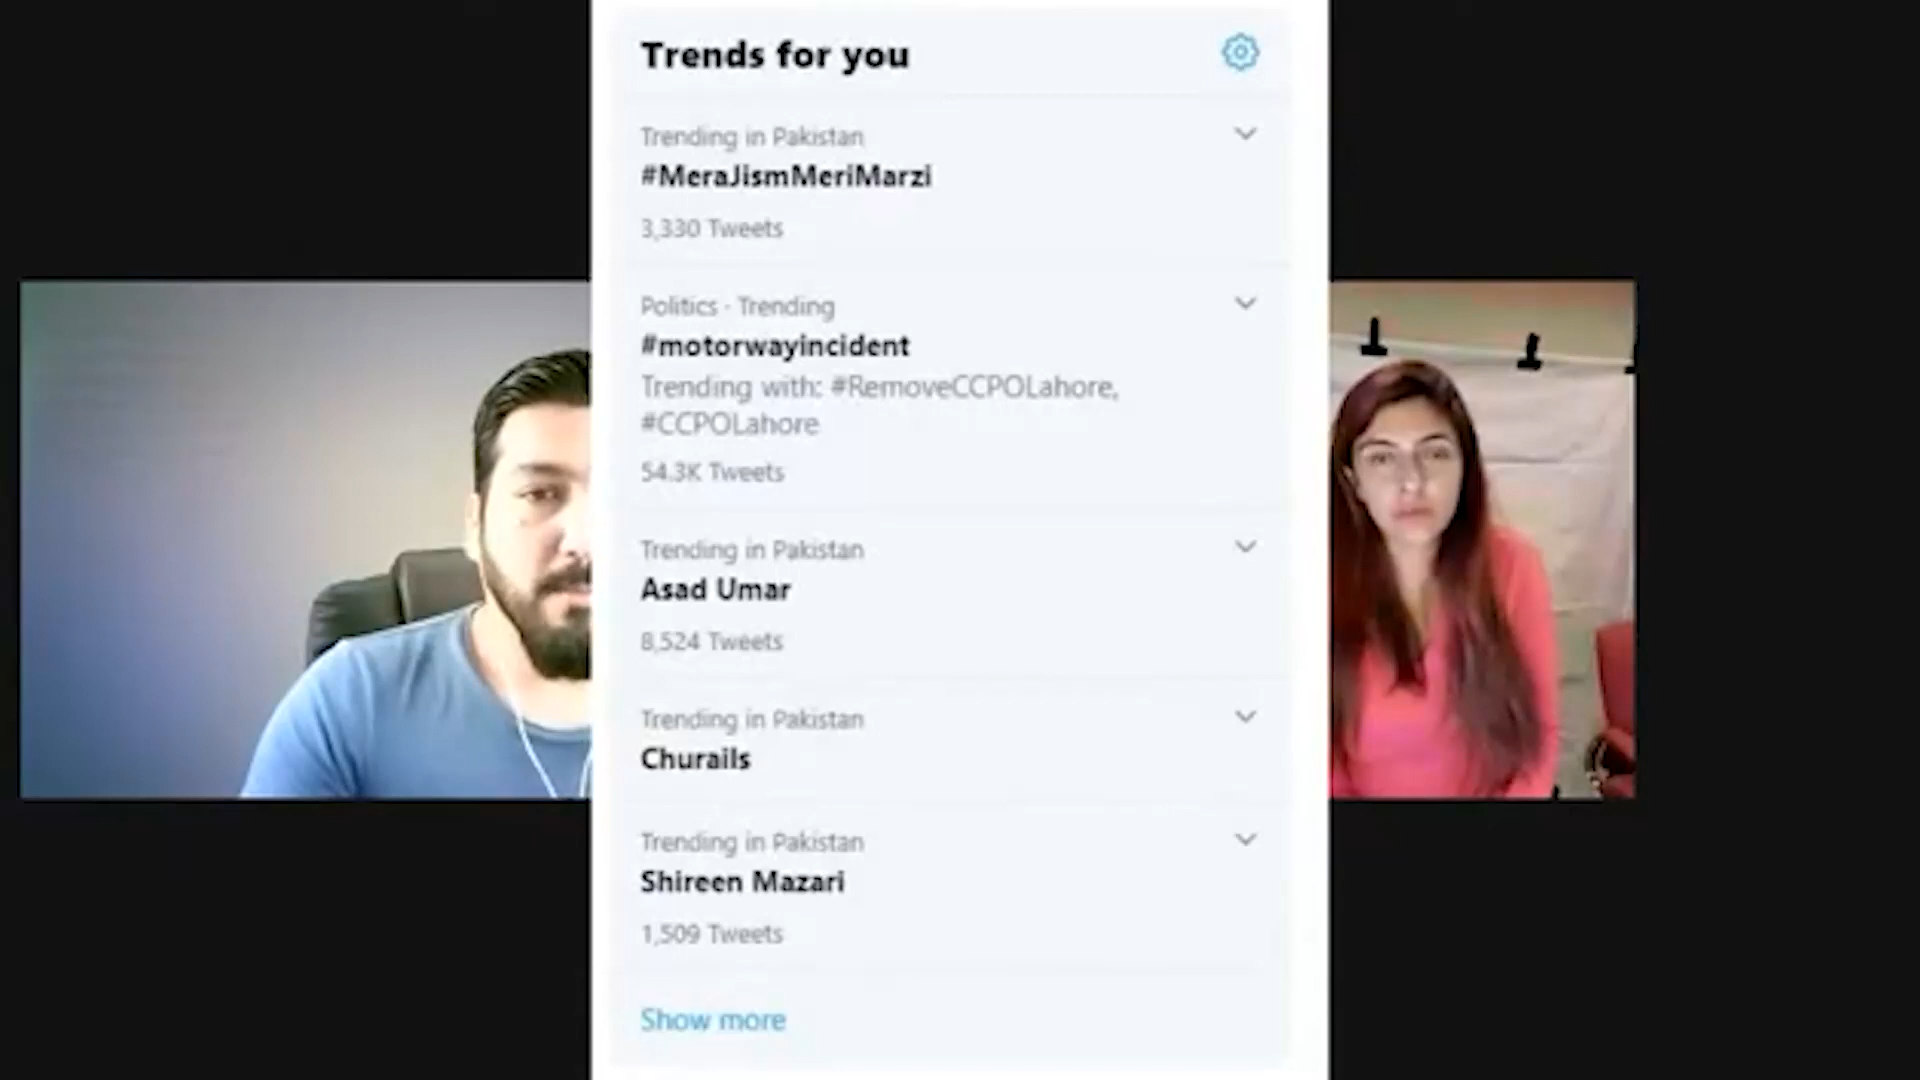 Trends for you
Trending in Pakistan
#MeraJismMeriMarzi
3,330 Tweets
Politics · Trending
#motorwayincident
Trending with: #RemoveCCPOLahore,
#CCPOLahore
54.3K Tweets
Trending in Pakistan
Asad Umar
8,524 Tweets
Trending in Pakistan
Churails
Trending in Pakistan
Shireen Mazari
1,509 Tweets
Show more